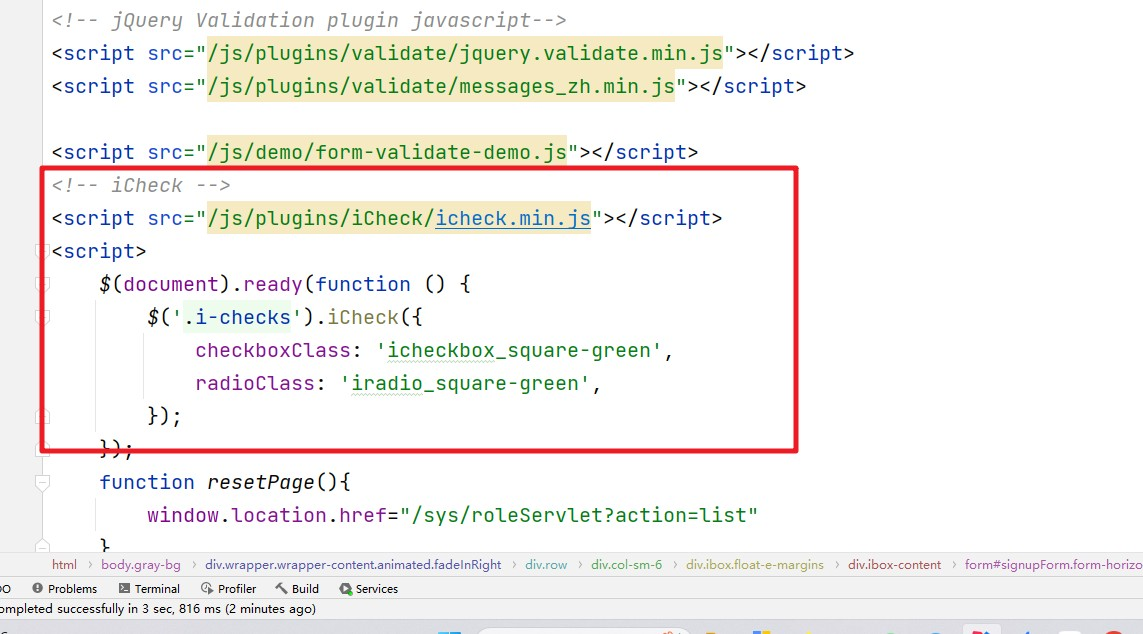 <!-- jQuery Validation plugin javascript-->
<script src="/js/plugins/validate/jquery.validate.min.js"></script>
<script src="/js/plugins/validate/messages_zh.min.js"></script>
<script src="/js/demo/form-validate-demo.js"></script>
<!-- iCheck -->
<script src="/js/plugins/iCheck/icheck.min.js"></script>
<script>
$(document).ready(function () {
$('.i-checks').iCheck({
checkboxClass: 'icheckbox_square-green',
radioClass: 'iradio_square-green',
});
});
function resetPage(){
window.location.href="/sys/roleServlet?action=list"
}
html › body.gray-bg › div.wrapper.wrapper-content.animated.fadeInRight › div.row › div.col-sm-6 › div.ibox.float-e-margins › div.ibox-content › form#signupForm.form-horizo
Problems Terminal Profiler Build Services
ompleted successfully in 3 sec, 816 ms (2 minutes ago)